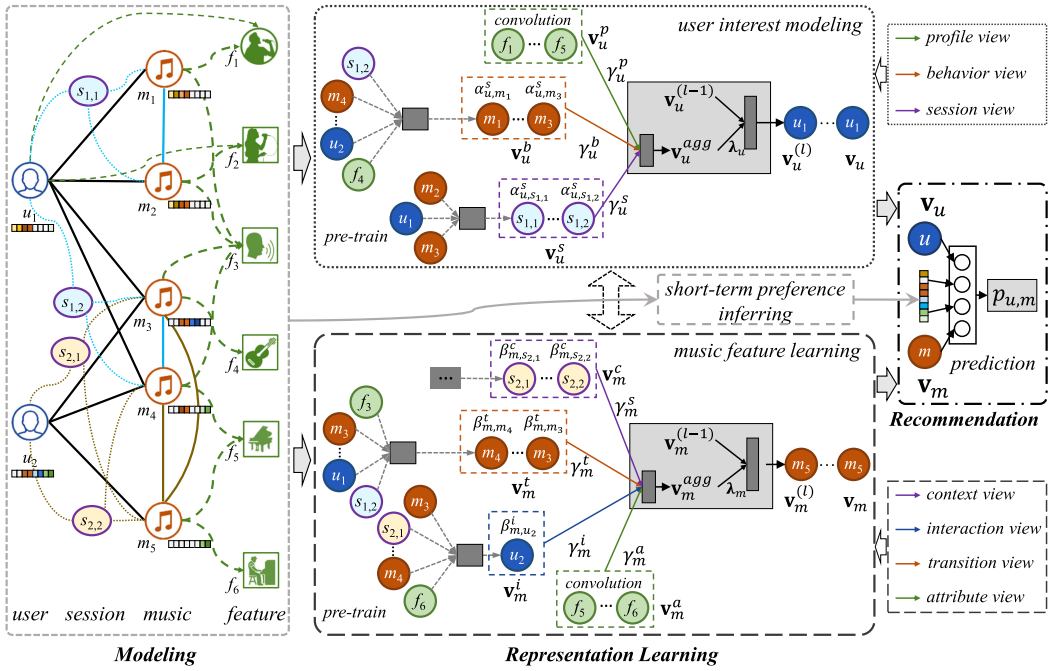 f1
s1,1
m1
f2
u1
m2
f3
s1,2
m3
s2,1
f4
m4
u2
f5
s2,2
m5
f6
user session music feature
Modeling
user interest modeling
convolution
f1 ··· f5
v_u^p
γ_u^p
s1,2
m4
u2
f4
α^s_{u,m1} α^s_{u,m3}
m1 ··· m3
v_u^b
γ_u^b
v_u^{(l-1)}
v_u^{agg}
λ_u
u1 ··· u1
v_u^{(l)} v_u
m2
u1
m3
pre-train
α^s_{u,s1,1} α^s_{u,s1,2}
s1,1 ··· s1,2
v_u^s
γ_u^s
short-term preference
inferring
music feature learning
β^c_{m,s2,1} β^c_{m,s2,2}
··· s2,1 ··· s2,2
v_m^c
γ_m^s
f3
m3
u1
s1,2
β^t_{m,m4} β^t_{m,m3}
m4 ··· m3
v_m^t
γ_m^t
v_m^{(l-1)}
v_m^{agg}
λ_m
m5 ··· m5
v_m^{(l)} v_m
m3
s2,1
m4
f6
pre-train
β^i_{m,u2}
u2
v_m^i
γ_m^i
γ_m^a
convolution
f5 ··· f6
v_m^a
Representation Learning
profile view
behavior view
session view
v_u
u
p_{u,m}
m
v_m
prediction
Recommendation
context view
interaction view
transition view
attribute view